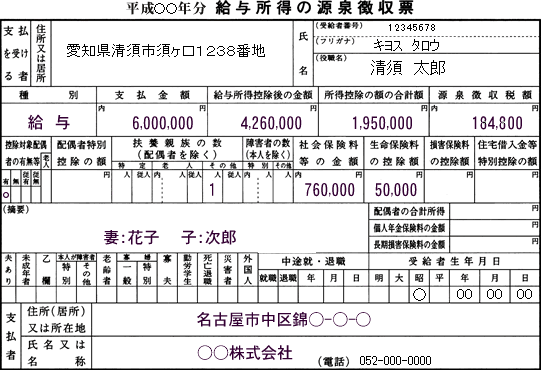 平成○○年分 給与所得の源泉徴収票
支払を受ける者
住所又は居所
愛知県清須市須ヶ口1238番地
氏名
(受給者番号) 12345678
(フリガナ) キヨス タロウ
(役職名)
清須 太郎
種 別 支 払 金 額 給与所得控除後の金額 所得控除の額の合計額 源 泉 徴 収 税 額
内 円 円 円 内 円
給 与 6,000,000 4,260,000 1,950,000 184,800
控除対象配偶者の有無等 老人 配偶者特別控除の額 扶養親族の数(配偶者を除く) 障害者の数(本人を除く) 社会保険料等の金額 生命保険料の控除額 損害保険料の控除額 住宅借入金等特別控除の額
特 定 老 人 その他 特 別 その他
有 無 従有 従無 円 人 従人 内 人 従人 人 従人 内 人 人 内 円 円 円 円
○ 1 760,000 50,000
(摘要)
妻:花子 子:次郎
配偶者の合計所得 円
個人年金保険料の金額 円
長期損害保険料の金額 円
夫あり 未成年者 乙欄 本人が障害者 特別 その他 老年者 寡婦 一般 特別 寡夫 勤労学生 死亡退職 災害者 外国人 中途就・退職 受給者生年月日
就職 退職 年 月 日 明 大 昭 平 年 月 日
○ 00 00 00
支払者
住所(居所)又は所在地
名古屋市中区錦○-○-○
氏名又は名称
○○株式会社
(電話) 052-000-0000